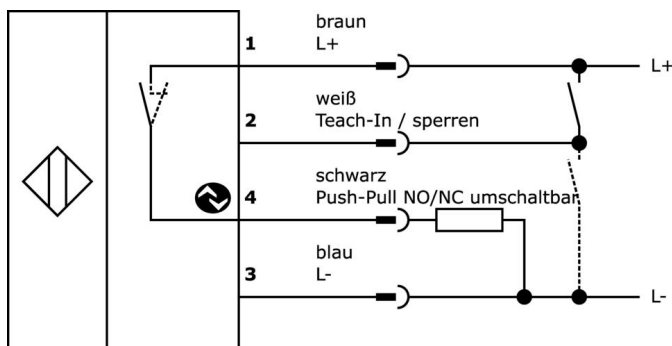 braun
1 L+
L+
weiß
2 Teach-In / sperren
schwarz
4 Push-Pull NO/NC umschaltbar
blau
3 L-
L-